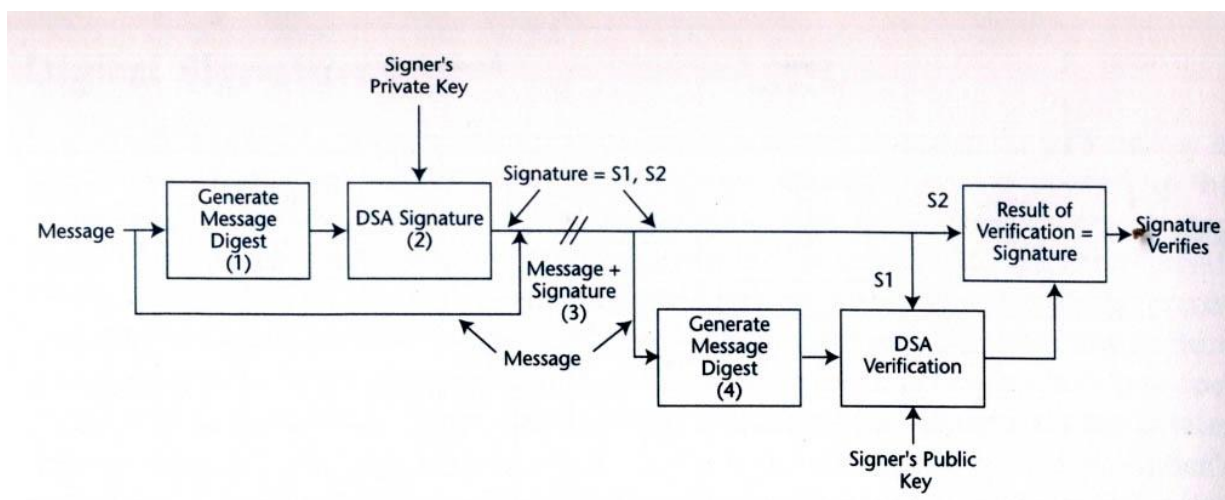 Signer's
Private Key
Signature = S1, S2
Message
Generate
Message
Digest
(1)
DSA Signature
(2)
Message +
Signature
(3)
Message
S2
Result of
Verification =
Signature
Signature
Verifies
S1
Generate
Message
Digest
(4)
DSA
Verification
Signer's Public
Key